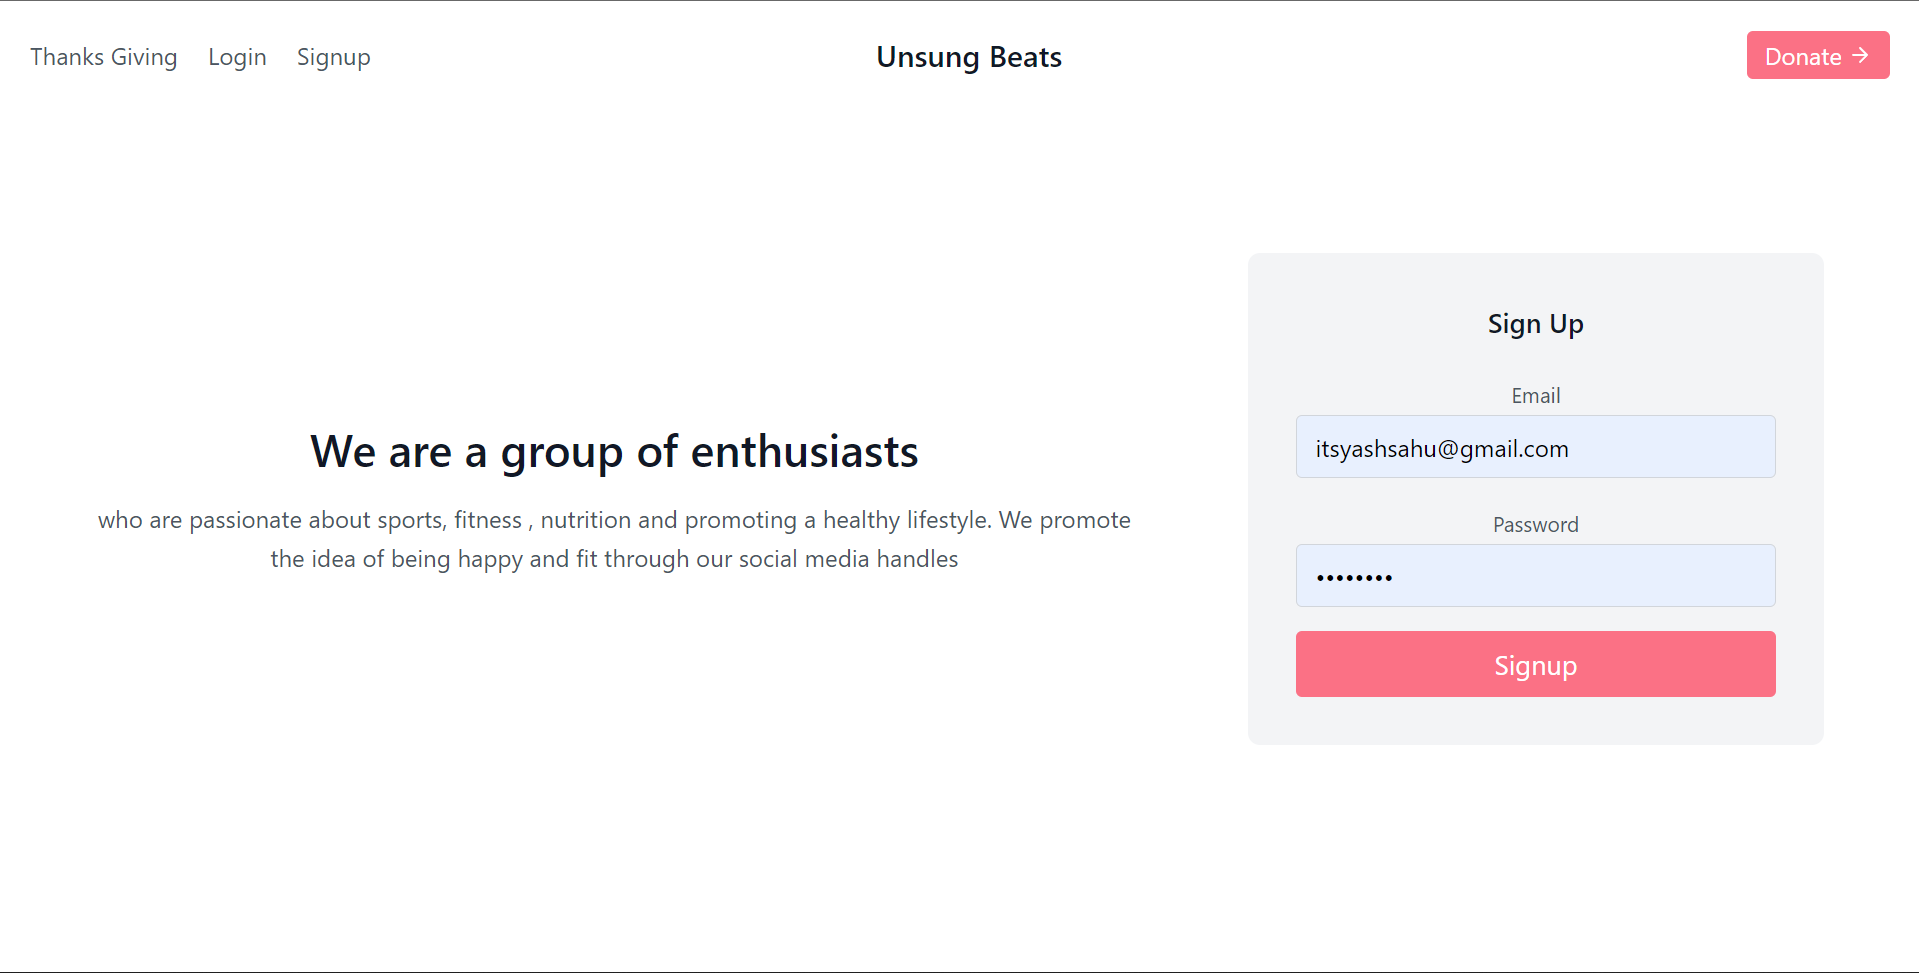 Thanks Giving Login Signup Unsung Beats Donate →
We are a group of enthusiasts
who are passionate about sports, fitness , nutrition and promoting a healthy lifestyle. We promote
the idea of being happy and fit through our social media handles
Sign Up
Email
itsyashsahu@gmail.com
Password
••••••••
Signup